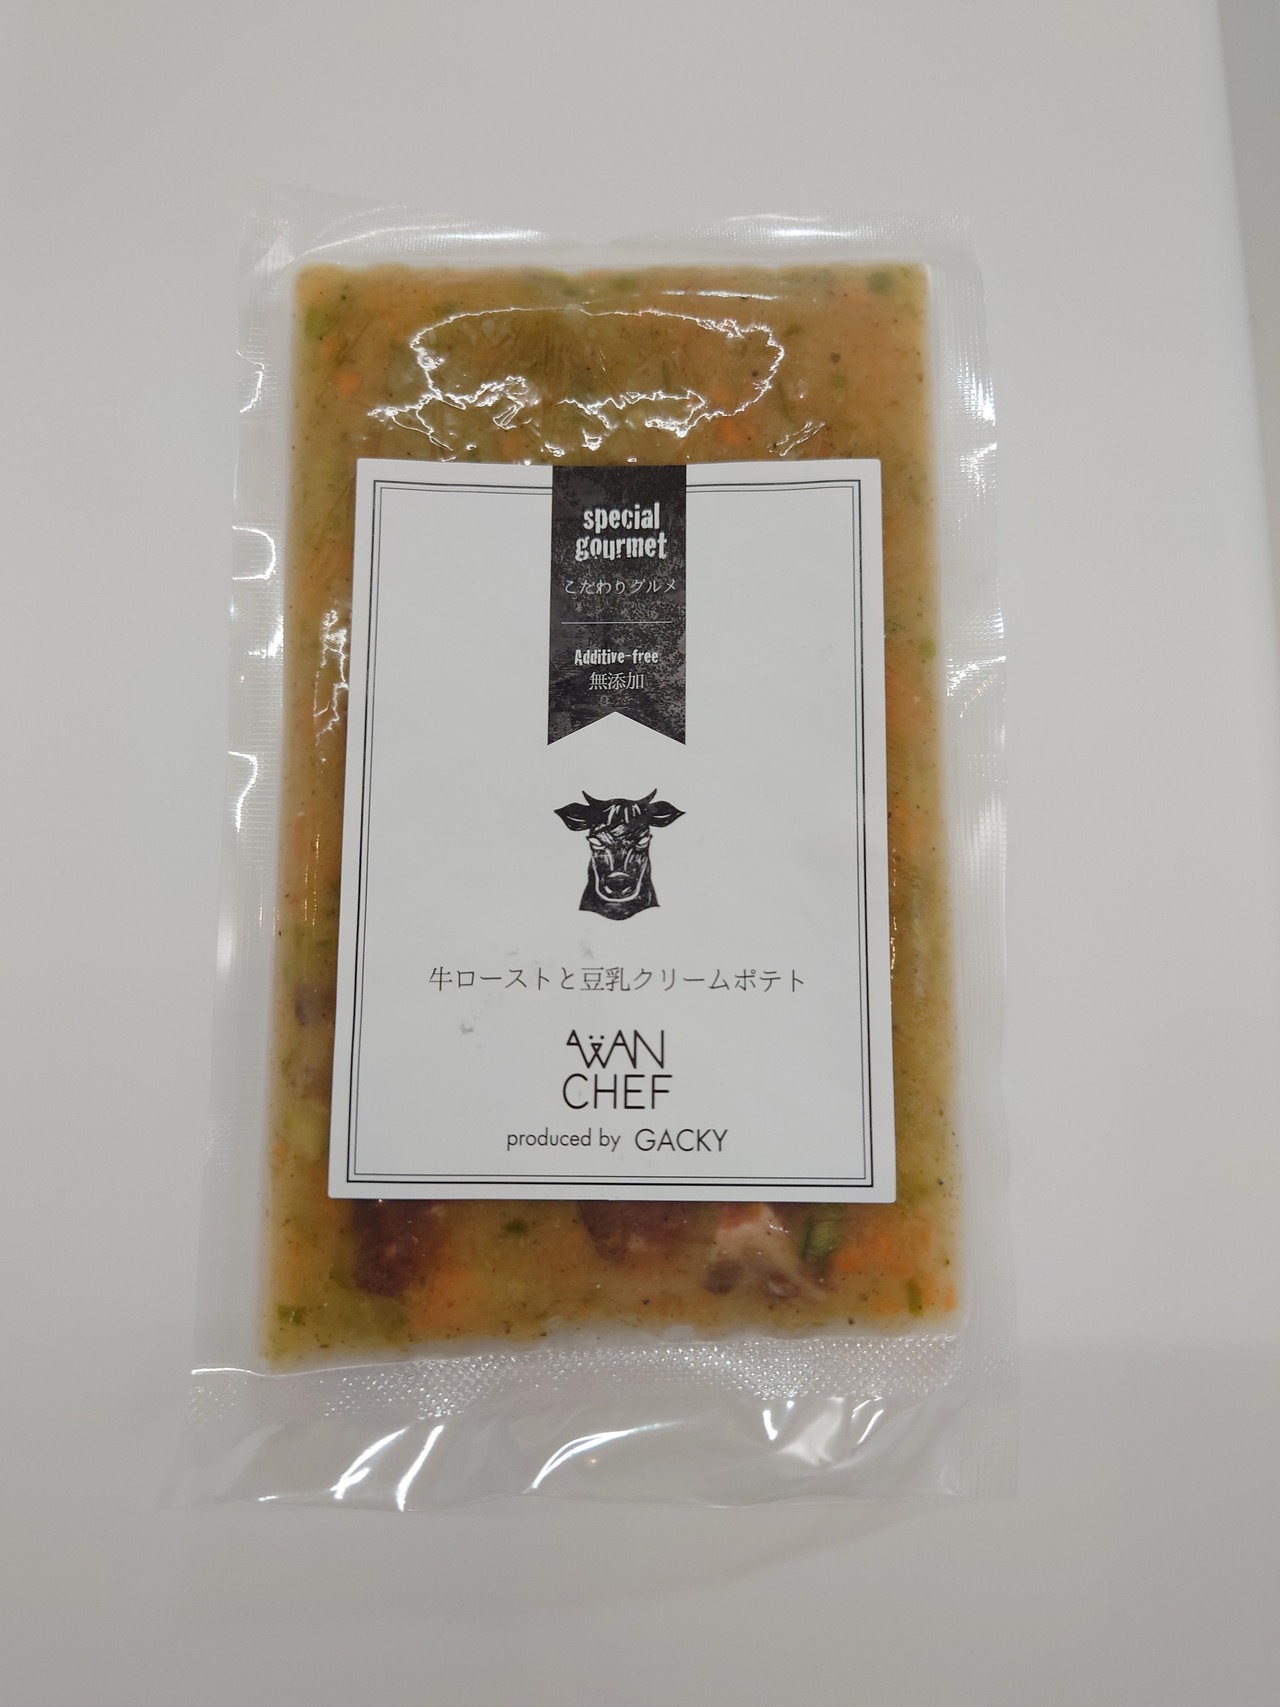 special
gourmet
こだわりグルメ
Additive-free
無添加
牛ローストと豆乳クリームポテト
WAN
CHEF
produced by GACKY